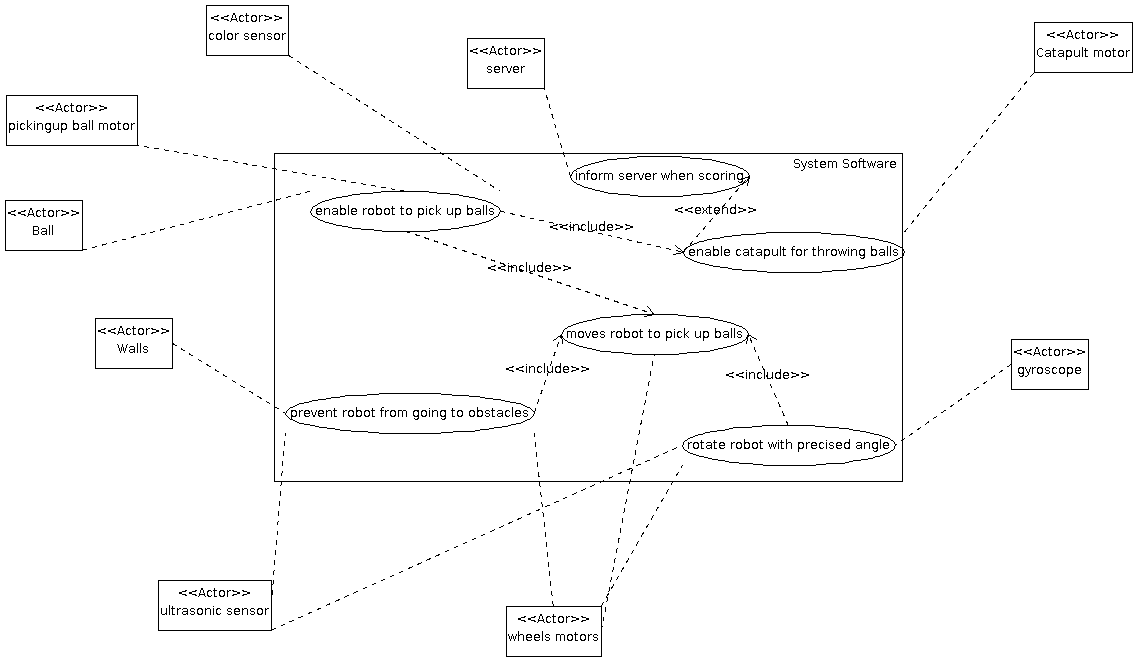 <<Actor>>
color sensor
<<Actor>>
server
<<Actor>>
Catapult motor
<<Actor>>
pickingup ball motor
System Software
inform server when scoring
<<Actor>>
Ball
enable robot to pick up balls
<<extend>>
<<include>>
enable catapult for throwing balls
<<include>>
<<Actor>>
Walls
moves robot to pick up balls
<<Actor>>
gyroscope
<<include>>
<<include>>
prevent robot from going to obstacles
rotate robot with precised angle
<<Actor>>
ultrasonic sensor
<<Actor>>
wheels motors